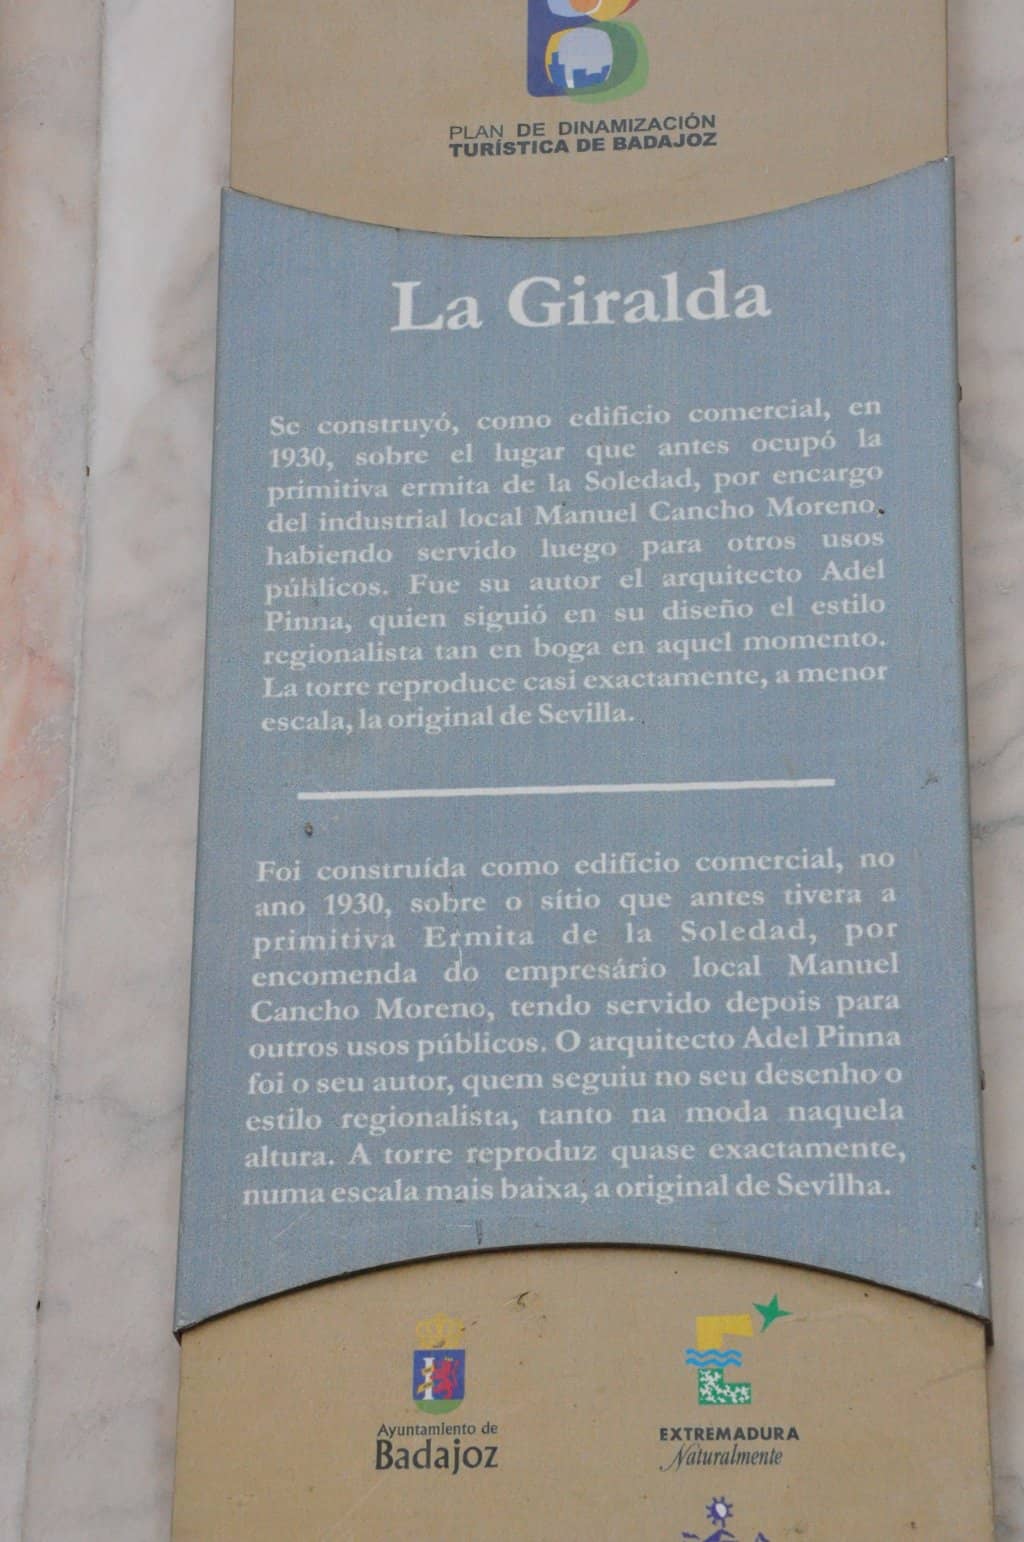 PLAN DE DINAMIZACIÓN
TURÍSTICA DE BADAJOZ
La Giralda
Se construyó, como edificio comercial, en
1930, sobre el lugar que antes ocupó la
primitiva ermita de la Soledad, por encargo
del industrial local Manuel Cancho Moreno,
habiendo servido luego para otros usos
públicos. Fue su autor el arquitecto Adel
Pinna, quien siguió en su diseño el estilo
regionalista tan en boga en aquel momento.
La torre reproduce casi exactamente, a menor
escala, la original de Sevilla.
Foi construída como edifício comercial, no
ano 1930, sobre o sítio que antes tivera a
primitiva Ermita de la Soledad, por
encomenda do empresário local Manuel
Cancho Moreno, tendo servido depois para
outros usos públicos. O arquitecto Adel Pinna
foi o seu autor, quem seguiu no seu desenho o
estilo regionalista, tanto na moda naquela
altura. A torre reproduz quase exactamente,
numa escala mais baixa, a original de Sevilha.
Ayuntamiento de
Badajoz
EXTREMADURA
Naturalmente